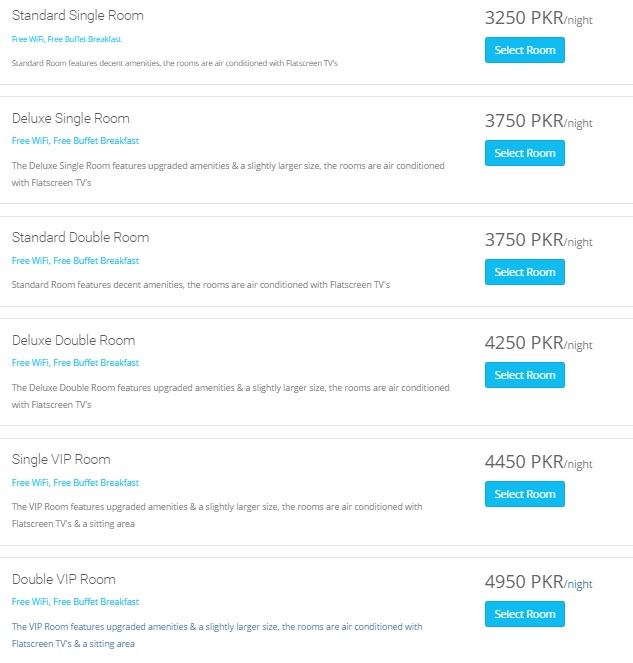 Standard Single Room
3250 PKR/night
Free WiFi, Free Buffet Breakfast
Select Room
Standard Room features decent amenities, the rooms are air conditioned with Flatscreen TV's
Deluxe Single Room
3750 PKR/night
Free WiFi, Free Buffet Breakfast
Select Room
The Deluxe Single Room features upgraded amenities & a slightly larger size, the rooms are air conditioned
with Flatscreen TV's
Standard Double Room
3750 PKR/night
Free WiFi, Free Buffet Breakfast
Select Room
Standard Room features decent amenities, the rooms are air conditioned with Flatscreen TV's
Deluxe Double Room
4250 PKR/night
Free WiFi, Free Buffet Breakfast
Select Room
The Deluxe Double Room features upgraded amenities & a slightly larger size, the rooms are air conditioned
with Flatscreen TV's
Single VIP Room
4450 PKR/night
Free WiFi, Free Buffet Breakfast
Select Room
The VIP Room features upgraded amenities & a slightly larger size, the rooms are air conditioned with
Flatscreen TV's & a sitting area
Double VIP Room
4950 PKR/night
Free WiFi, Free Buffet Breakfast
Select Room
The VIP Room features upgraded amenities & a slightly larger size, the rooms are air conditioned with
Flatscreen TV's & a sitting area